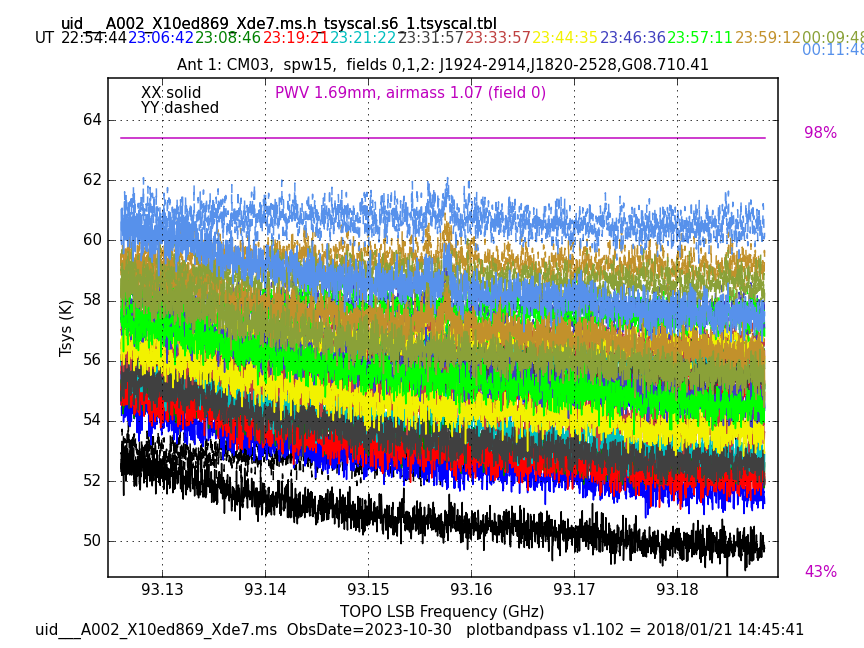 uid___A002_X10ed869_Xde7.ms.h_tsyscal.s6_1.tsyscal.tbl
UT 22:54:44 23:06:42 23:08:46 23:19:21 23:21:22 23:31:57 23:33:57 23:44:35 23:46:36 23:57:11 23:59:12 00:09:48
00:11:48
Ant 1: CM03, spw15, fields 0,1,2: J1924-2914,J1820-2528,G08.710.41
XX solid PWV 1.69mm, airmass 1.07 (field 0)
YY dashed
98%
64
62
60
58
56
54
52
50
Tsys (K)
43%
93.13 93.14 93.15 93.16 93.17 93.18
TOPO LSB Frequency (GHz)
uid___A002_X10ed869_Xde7.ms ObsDate=2023-10-30 plotbandpass v1.102 = 2018/01/21 14:45:41